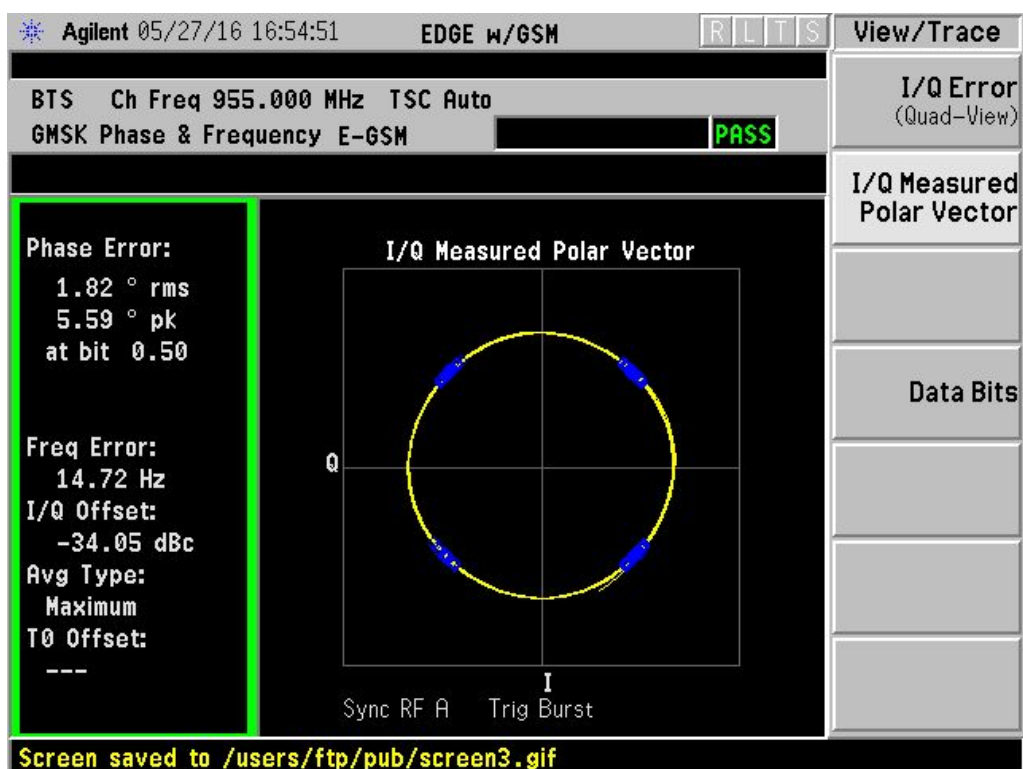 Agilent 05/27/16 16:54:51 EDGE w/GSM R L T S
View/Trace
BTS Ch Freq 955.000 MHz TSC Auto
GMSK Phase & Frequency E-GSM PASS
I/Q Error
(Quad-View)
I/Q Measured
Polar Vector
Data Bits
Phase Error:
1.82 ° rms
5.59 ° pk
at bit 0.50
Freq Error:
14.72 Hz
I/Q Offset:
-34.05 dBc
Avg Type:
Maximum
T0 Offset:
---
I/Q Measured Polar Vector
Q
I
Sync RF A Trig Burst
Screen saved to /users/ftp/pub/screen3.gif